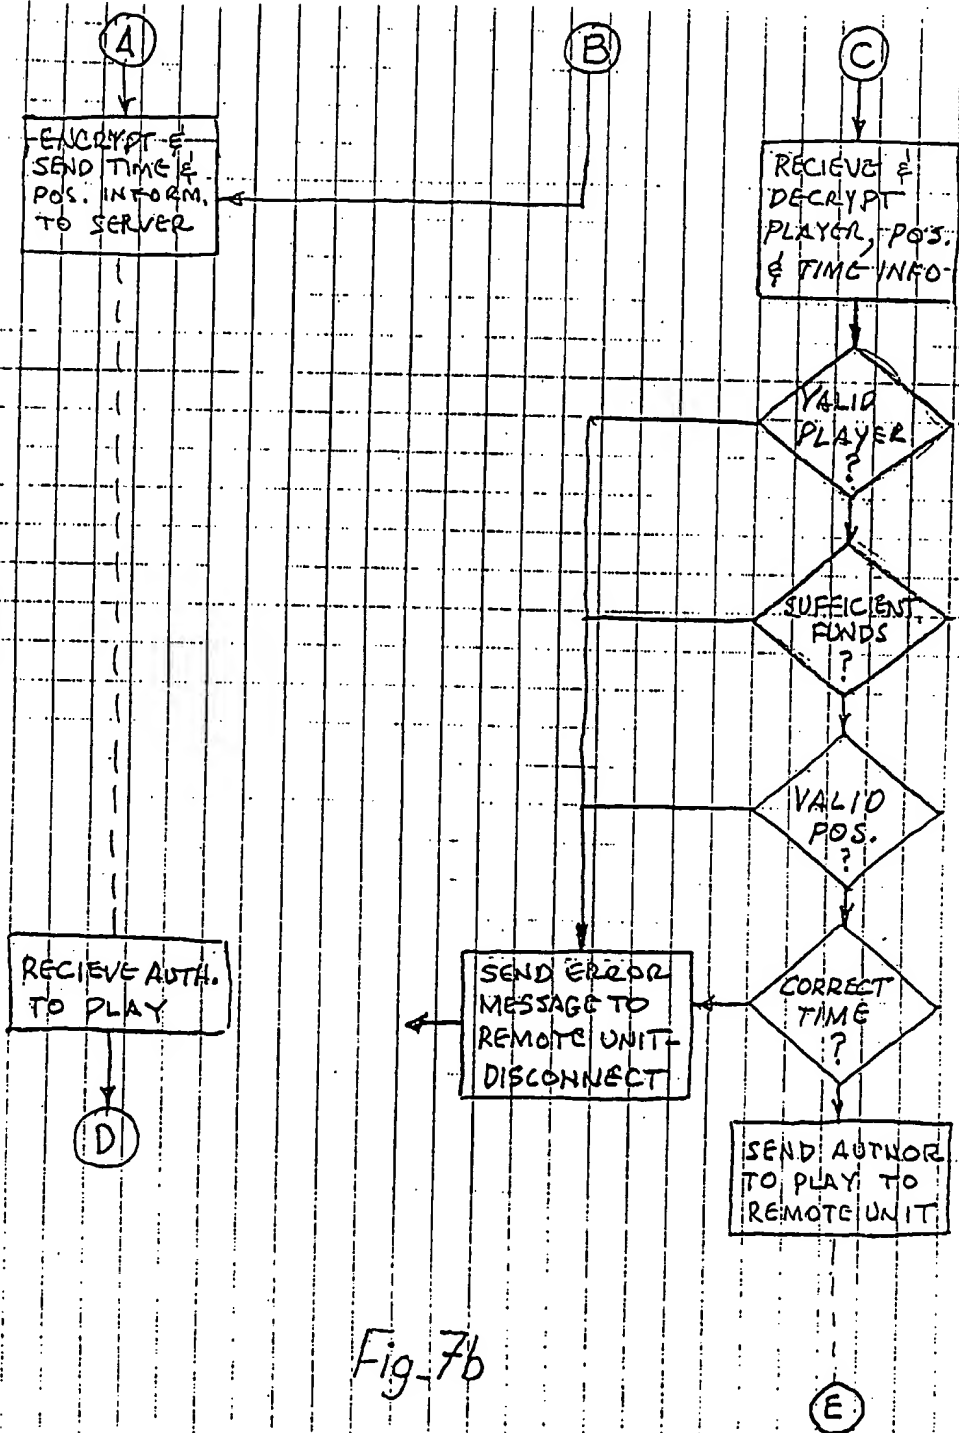 A
B
C
ENCRYPT &
SEND TIME &
POS. INFORM.
TO SERVER
RECIEVE &
DECRYPT
PLAYER, POS.
& TIME INFO
VALID
PLAYER
?
SUFFICIENT
FUNDS
?
VALID
POS.
?
RECIEVE AUTH.
TO PLAY
SEND ERROR
MESSAGE TO
REMOTE UNIT-
DISCONNECT
CORRECT
TIME
?
D
SEND AUTHOR
TO PLAY TO
REMOTE UNIT
Fig_7b
E